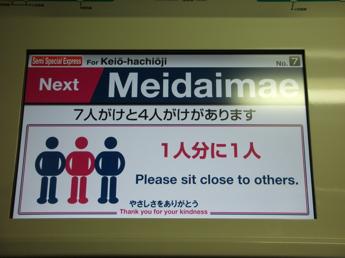 Semi Special Express For Keiō-hachiōji No. 7
Next Meidaimae
7人がけと4人がけがあります
1人分に1人
Please sit close to others.
やさしさをありがとう
Thank you for your kindness